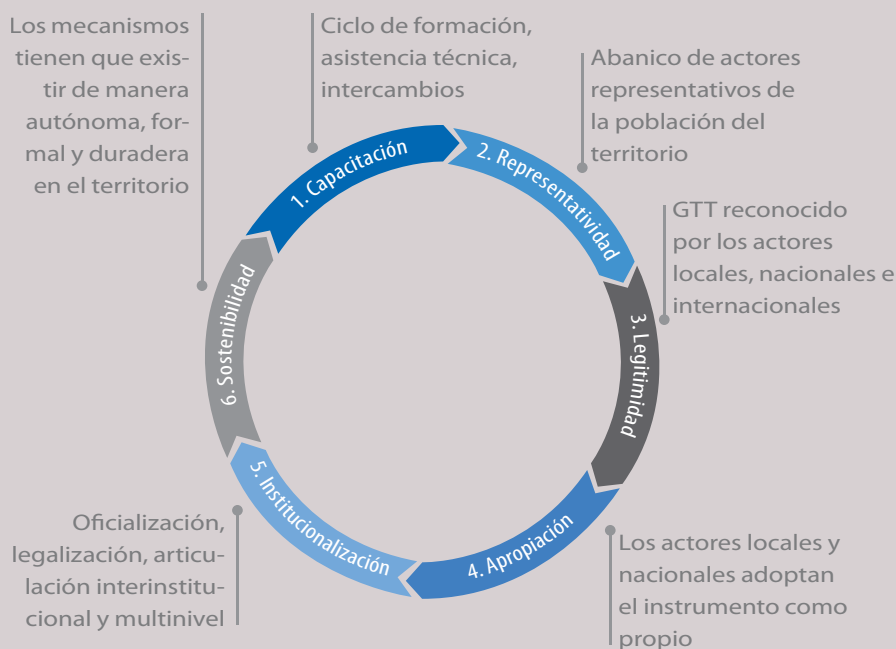 Los mecanismos
tienen que exis-
tir de manera
autónoma, for-
mal y duradera
en el territorio
Ciclo de formación,
asistencia técnica,
intercambios
Abanico de actores
representativos de
la población del
territorio
GTT reconocido
por los actores
locales, nacionales e
internacionales
1. Capacitación
2. Representatividad
3. Legitimidad
4. Apropiación
5. Institucionalización
6. Sostenibilidad
Oficialización,
legalización, articu-
lación interinstitu-
cional y multinivel
Los actores locales y
nacionales adoptan
el instrumento como
propio